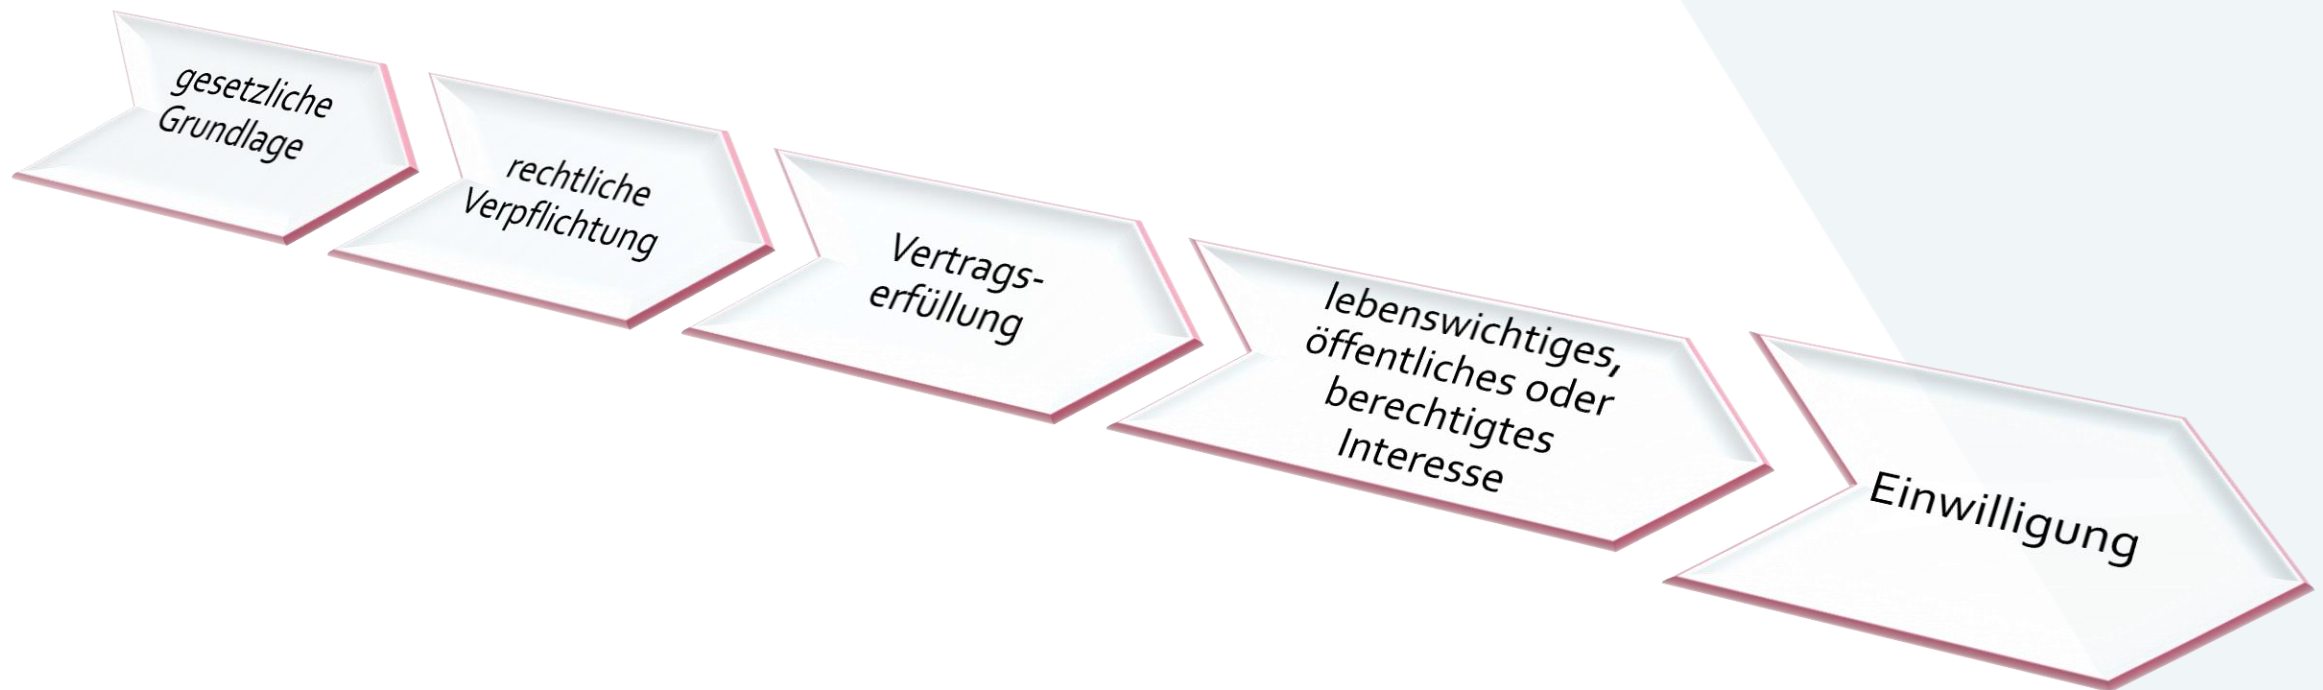 gesetzliche
Grundlage
rechtliche
Verpflichtung
Vertrags-
erfüllung
lebenswichtiges,
öffentliches oder
berechtigtes
Interesse
Einwilligung